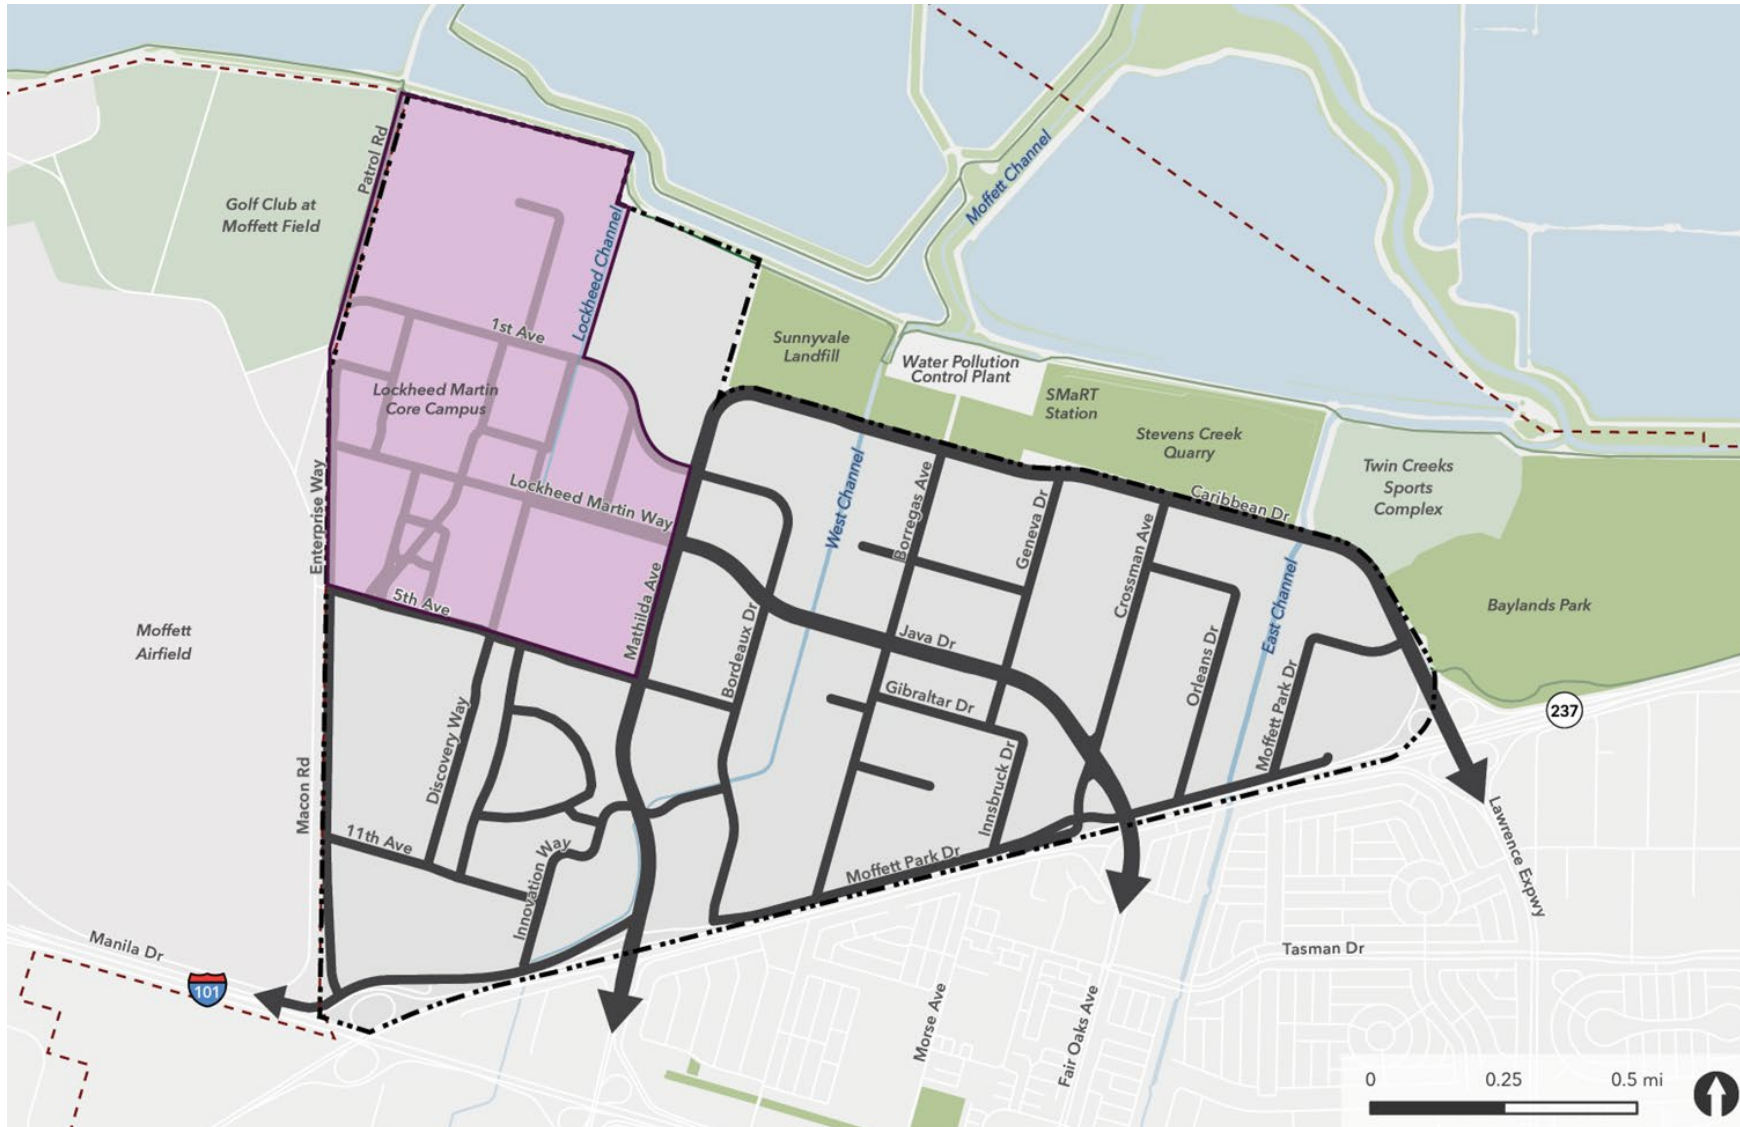 Patrol Rd
Golf Club at
Moffett Field
Lockheed Channel
1st Ave
Lockheed Martin
Core Campus
Lockheed Martin Way
Enterprise Way
5th Ave
Mathilda Ave
Moffett Channel
Sunnyvale
Landfill
Water Pollution
Control Plant
SMaRT
Station
Stevens Creek
Quarry
Twin Creeks
Sports
Complex
Caribbean Dr
West Channel
Borregas Ave
Geneva Dr
Crossman Ave
East Channel
Baylands Park
Moffett
Airfield
Bordeaux Dr
Java Dr
Gibraltar Dr
Orleans Dr
Moffett Park Dr
237
Discovery Way
Macon Rd
11th Ave
Innovation Way
Innsbruck Dr
Moffett Park Dr
Lawrence Expwy
Manila Dr
101
Tasman Dr
Morse Ave
Fair Oaks Ave
0 0.25 0.5 mi